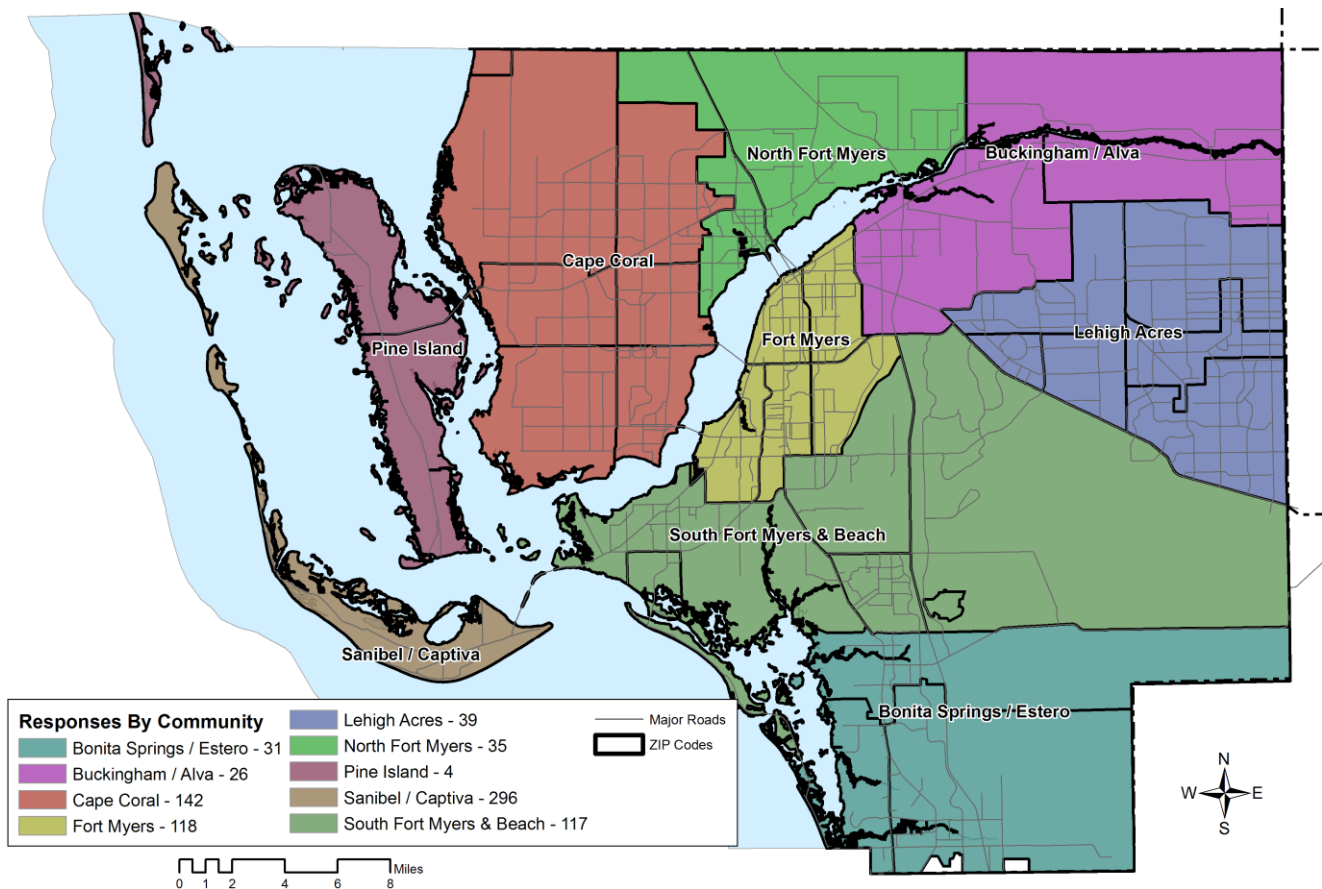 North Fort Myers
Buckingham / Alva
Cape Coral
Lehigh Acres
Fort Myers
Pine Island
South Fort Myers & Beach
Sanibel / Captiva
Bonita Springs / Estero
Responses By Community
Bonita Springs / Estero - 31
Buckingham / Alva - 26
Cape Coral - 142
Fort Myers - 118
Lehigh Acres - 39
North Fort Myers - 35
Pine Island - 4
Sanibel / Captiva - 296
South Fort Myers & Beach - 117
Major Roads
ZIP Codes
N
W E
S
Miles
0 1 2 4 6 8